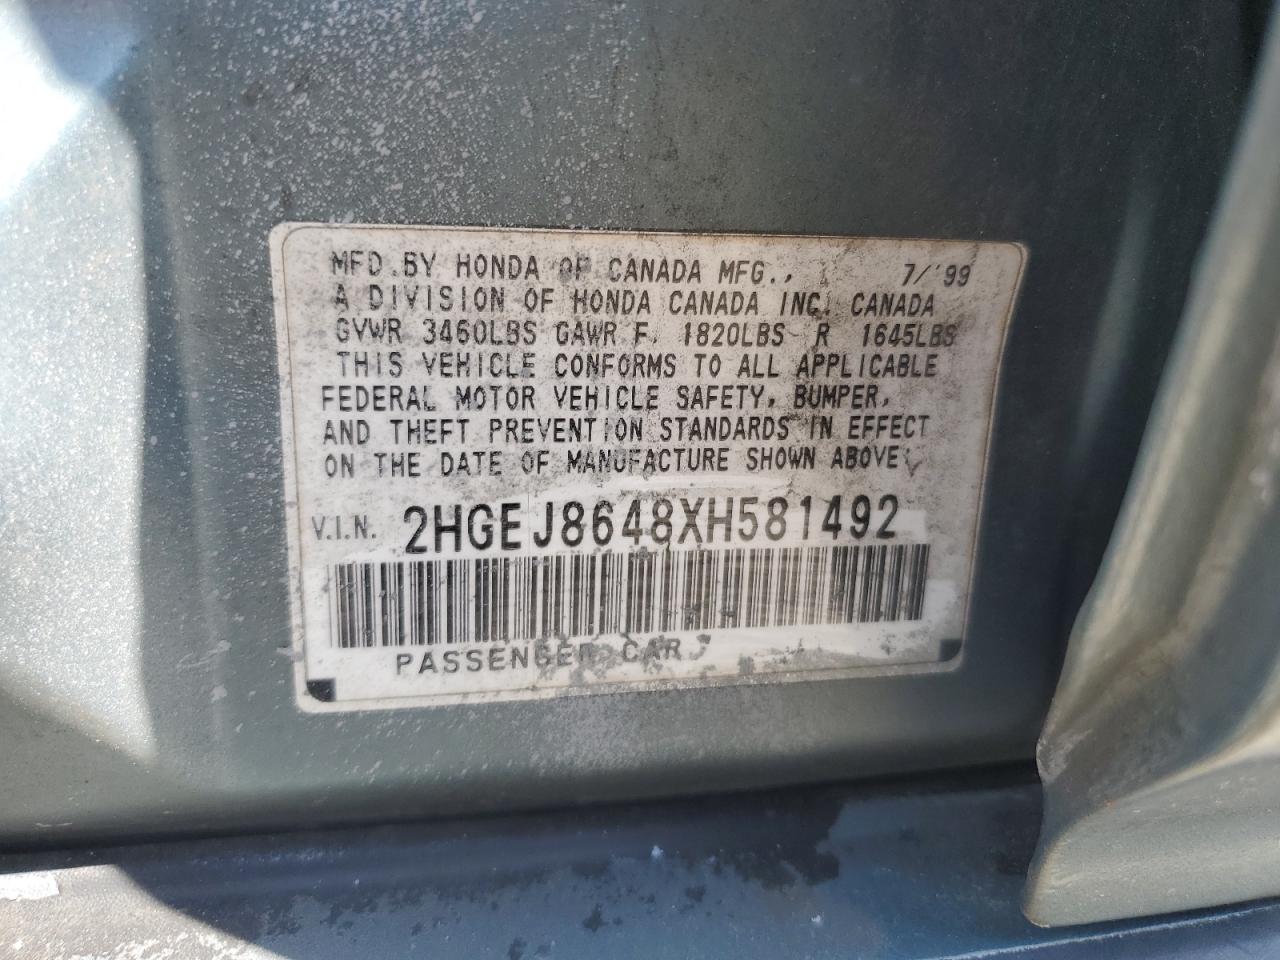 MFD. BY HONDA OF CANADA MFG., 7/'99
A DIVISION OF HONDA CANADA INC. CANADA
GVWR 3460LBS GAWR F. 1820LBS R 1645LBS
THIS VEHICLE CONFORMS TO ALL APPLICABLE
FEDERAL MOTOR VEHICLE SAFETY, BUMPER,
AND THEFT PREVENTION STANDARDS IN EFFECT
ON THE DATE OF MANUFACTURE SHOWN ABOVE.
V.I.N. 2HGEJ8648XH581492
PASSENGER CAR